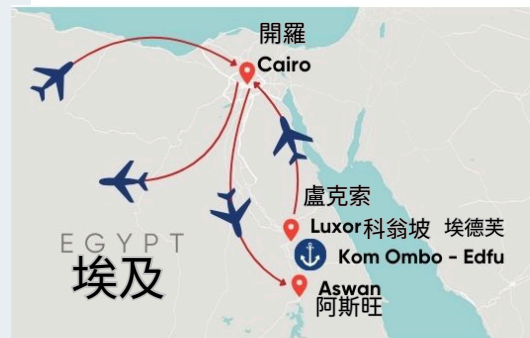 開羅
Cairo
盧克索
Luxor科翁坡 埃德芙
Kom Ombo - Edfu
EGYPT
埃及
Aswan
阿斯旺